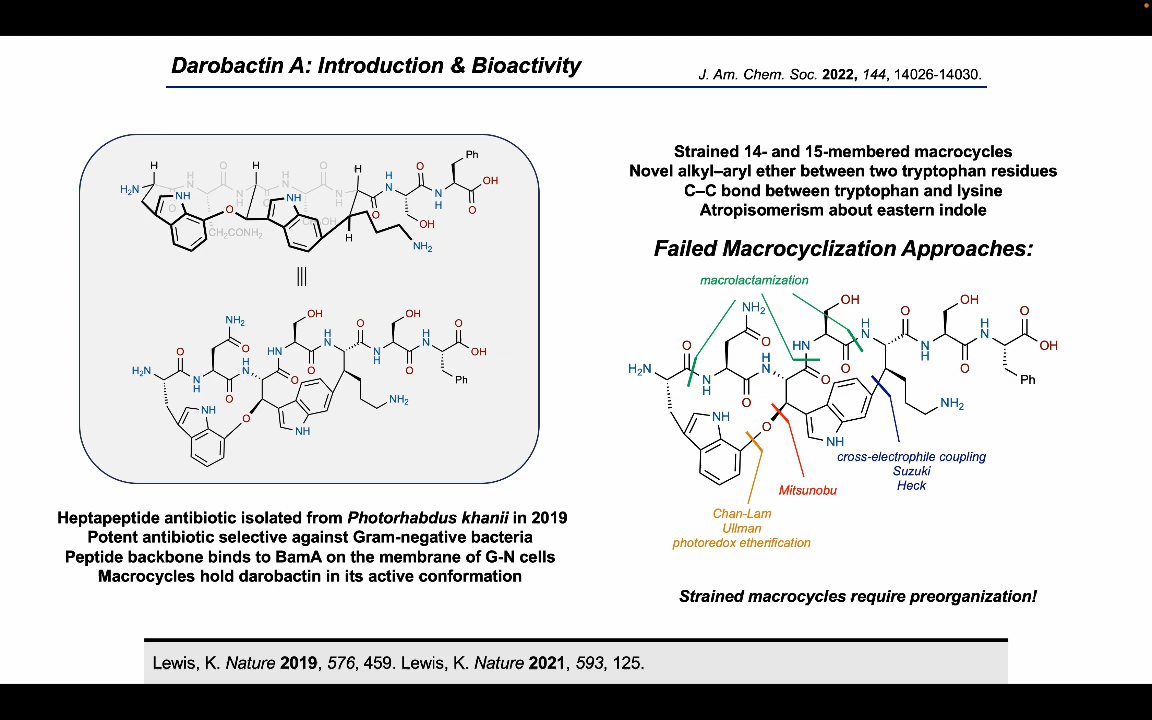 Darobactin A: Introduction & Bioactivity
J. Am. Chem. Soc. 2022, 144, 14026-14030.
Strained 14- and 15-membered macrocycles
Novel alkyl–aryl ether between two tryptophan residues
C–C bond between tryptophan and lysine
Atropisomerism about eastern indole
Failed Macrocyclization Approaches:
macrolactamization
cross-electrophile coupling
Suzuki
Heck
Mitsunobu
Chan-Lam
Ullman
photoredox etherification
Strained macrocycles require preorganization!
Heptapeptide antibiotic isolated from Photorhabdus khanii in 2019
Potent antibiotic selective against Gram-negative bacteria
Peptide backbone binds to BamA on the membrane of G-N cells
Macrocycles hold darobactin in its active conformation
Lewis, K. Nature 2019, 576, 459. Lewis, K. Nature 2021, 593, 125.